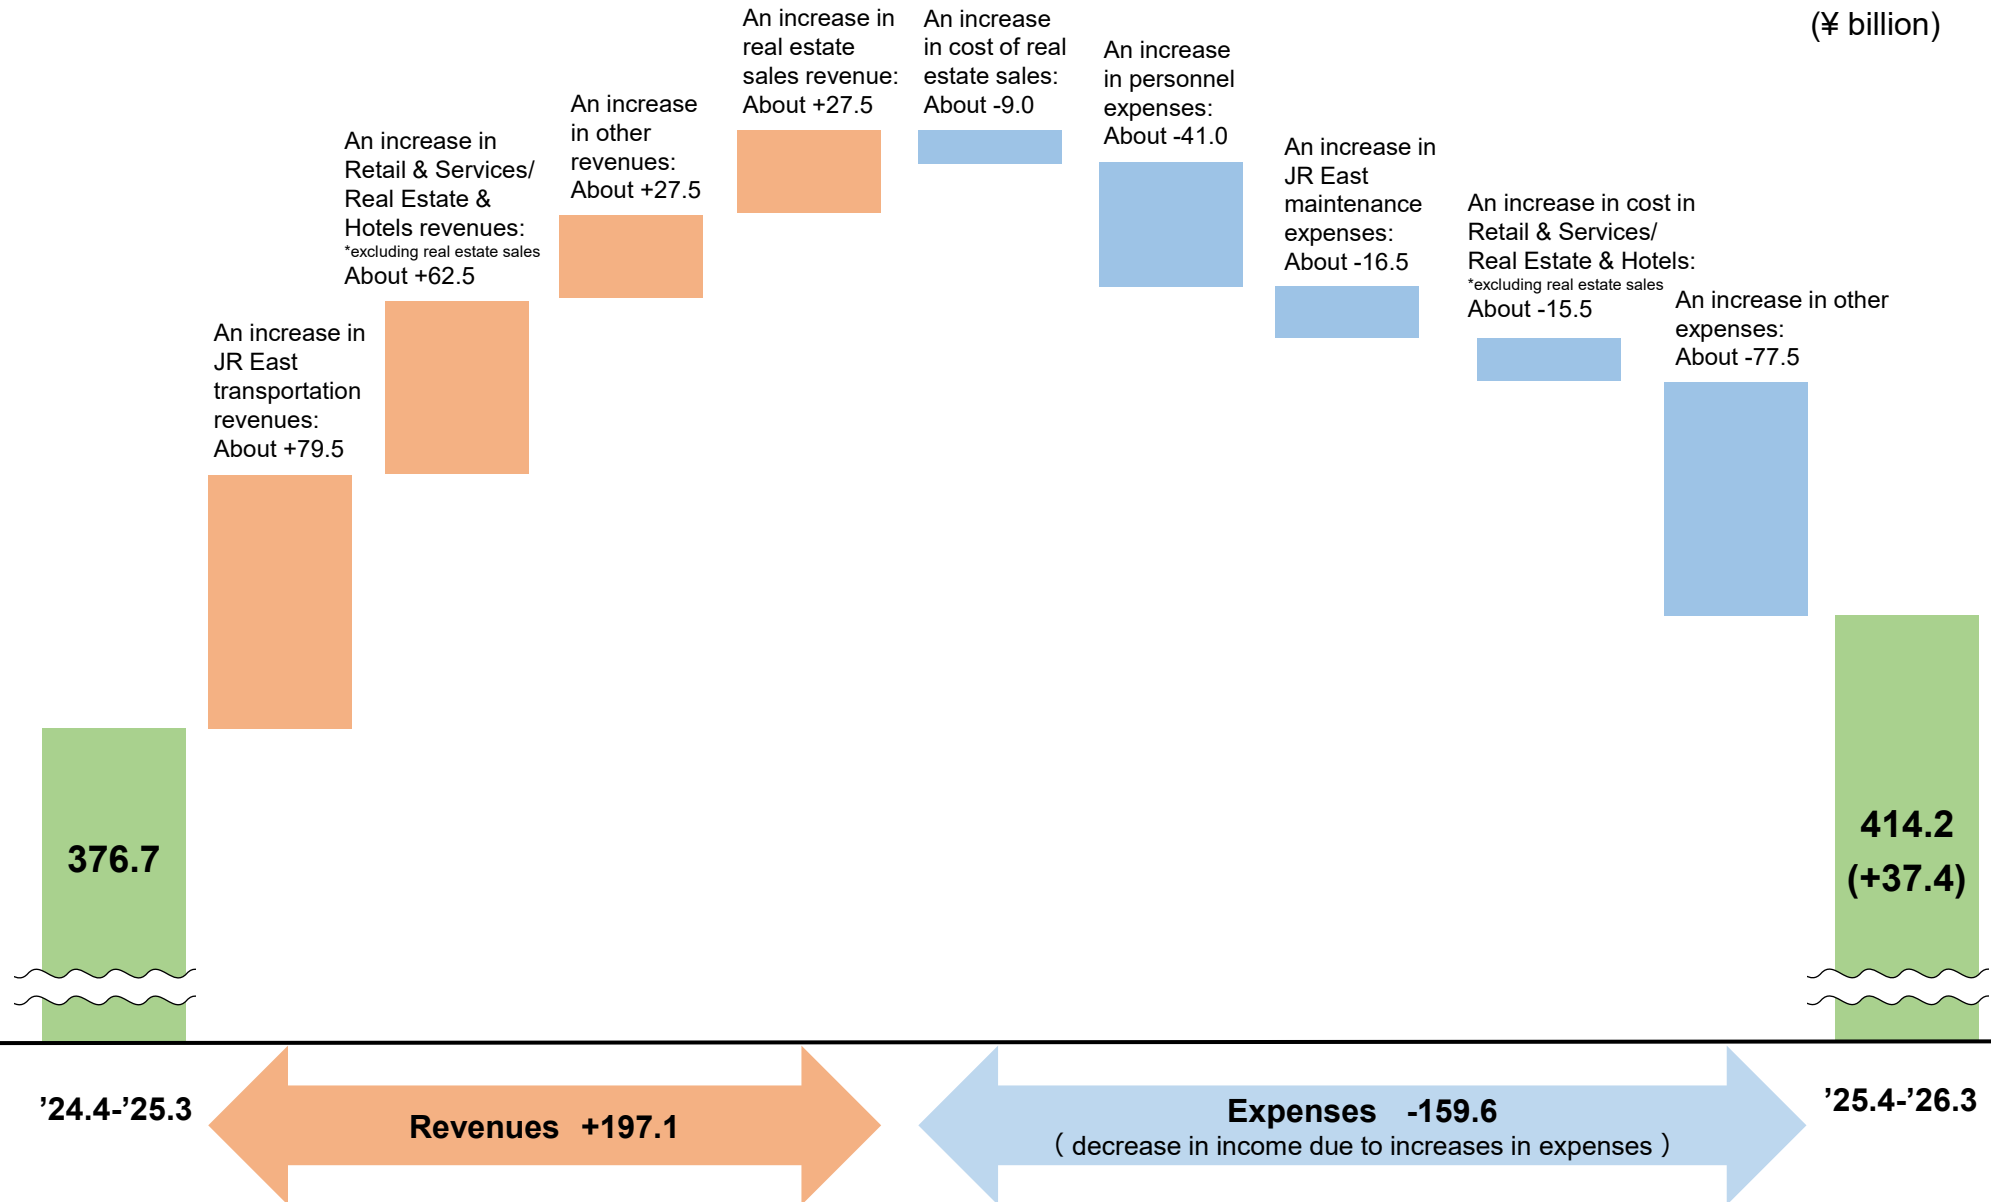 (¥ billion)
An increase in
JR East
transportation
revenues:
About +79.5
An increase in
Retail & Services/
Real Estate &
Hotels revenues:
*excluding real estate sales
About +62.5
An increase
in other
revenues:
About +27.5
An increase in
real estate
sales revenue:
About +27.5
An increase
in cost of real
estate sales:
About -9.0
An increase
in personnel
expenses:
About -41.0
An increase in
JR East
maintenance
expenses:
About -16.5
An increase in cost in
Retail & Services/
Real Estate & Hotels:
*excluding real estate sales
About -15.5
An increase in other
expenses:
About -77.5
376.7
414.2
(+37.4)
’24.4-’25.3
Revenues +197.1
Expenses -159.6
( decrease in income due to increases in expenses )
’25.4-’26.3